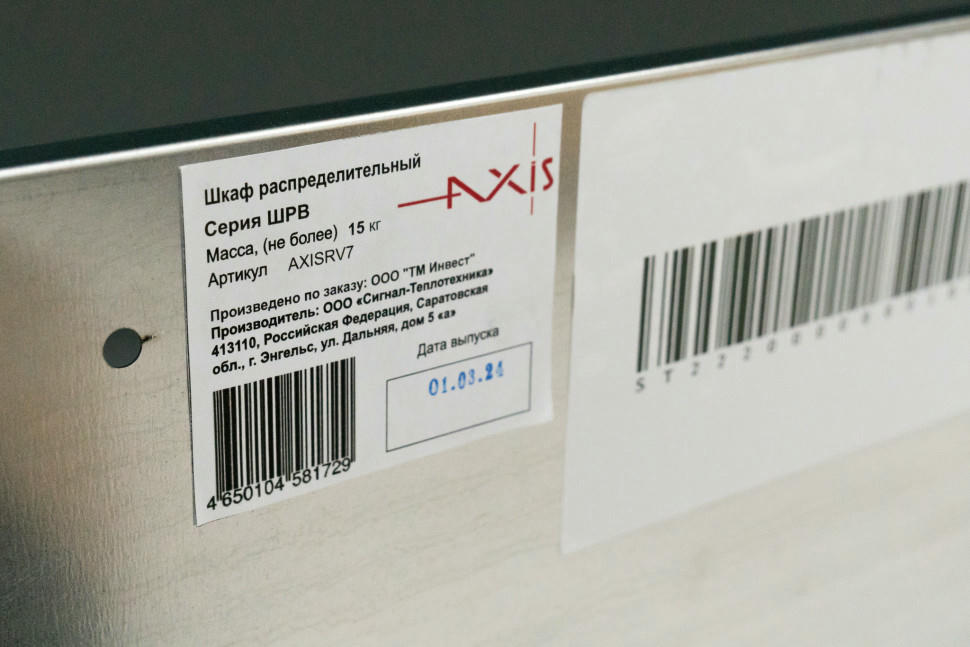 Шкаф распределительный
AXIS
Серия ШРВ
Масса, (не более) 15 кг
Артикул AXISRV7
Произведено по заказу: ООО "ТМ Инвест"
Производитель: ООО «Сигнал-Теплотехника»
413110, Российская Федерация, Саратовская
обл., г. Энгельс, ул. Дальняя, дом 5 «а»
Дата выпуска
01.03.24
4 650104 581729